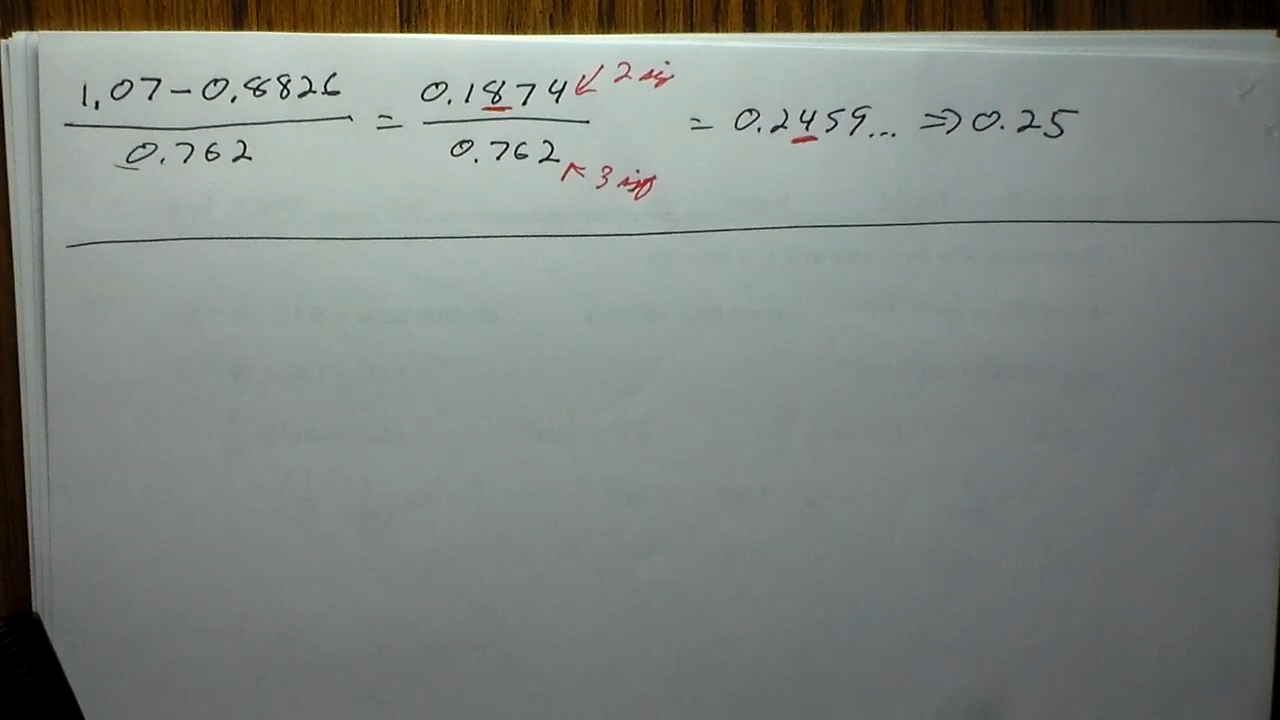 1.07-0.8826 = 0.1874 ↙ 2 sig = 0.2459... ⇒ 0.25
0.762 0.762 ↖ 3 sig